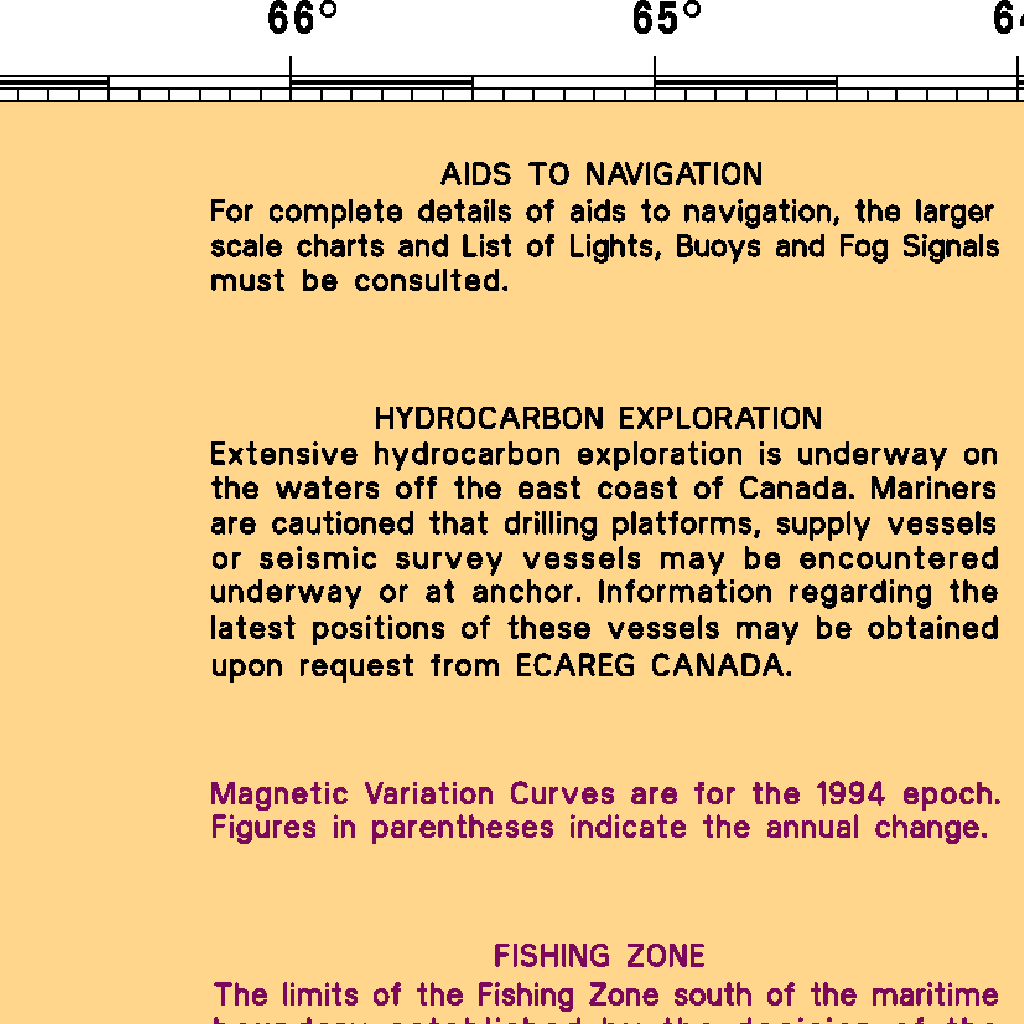 66° 65°
AIDS TO NAVIGATION
For complete details of aids to navigation, the larger
scale charts and List of Lights, Buoys and Fog Signals
must be consulted.
HYDROCARBON EXPLORATION
Extensive hydrocarbon exploration is underway on
the waters off the east coast of Canada. Mariners
are cautioned that drilling platforms, supply vessels
or seismic survey vessels may be encountered
underway or at anchor. Information regarding the
latest positions of these vessels may be obtained
upon request from ECAREG CANADA.
Magnetic Variation Curves are for the 1994 epoch.
Figures in parentheses indicate the annual change.
FISHING ZONE
The limits of the Fishing Zone south of the maritime